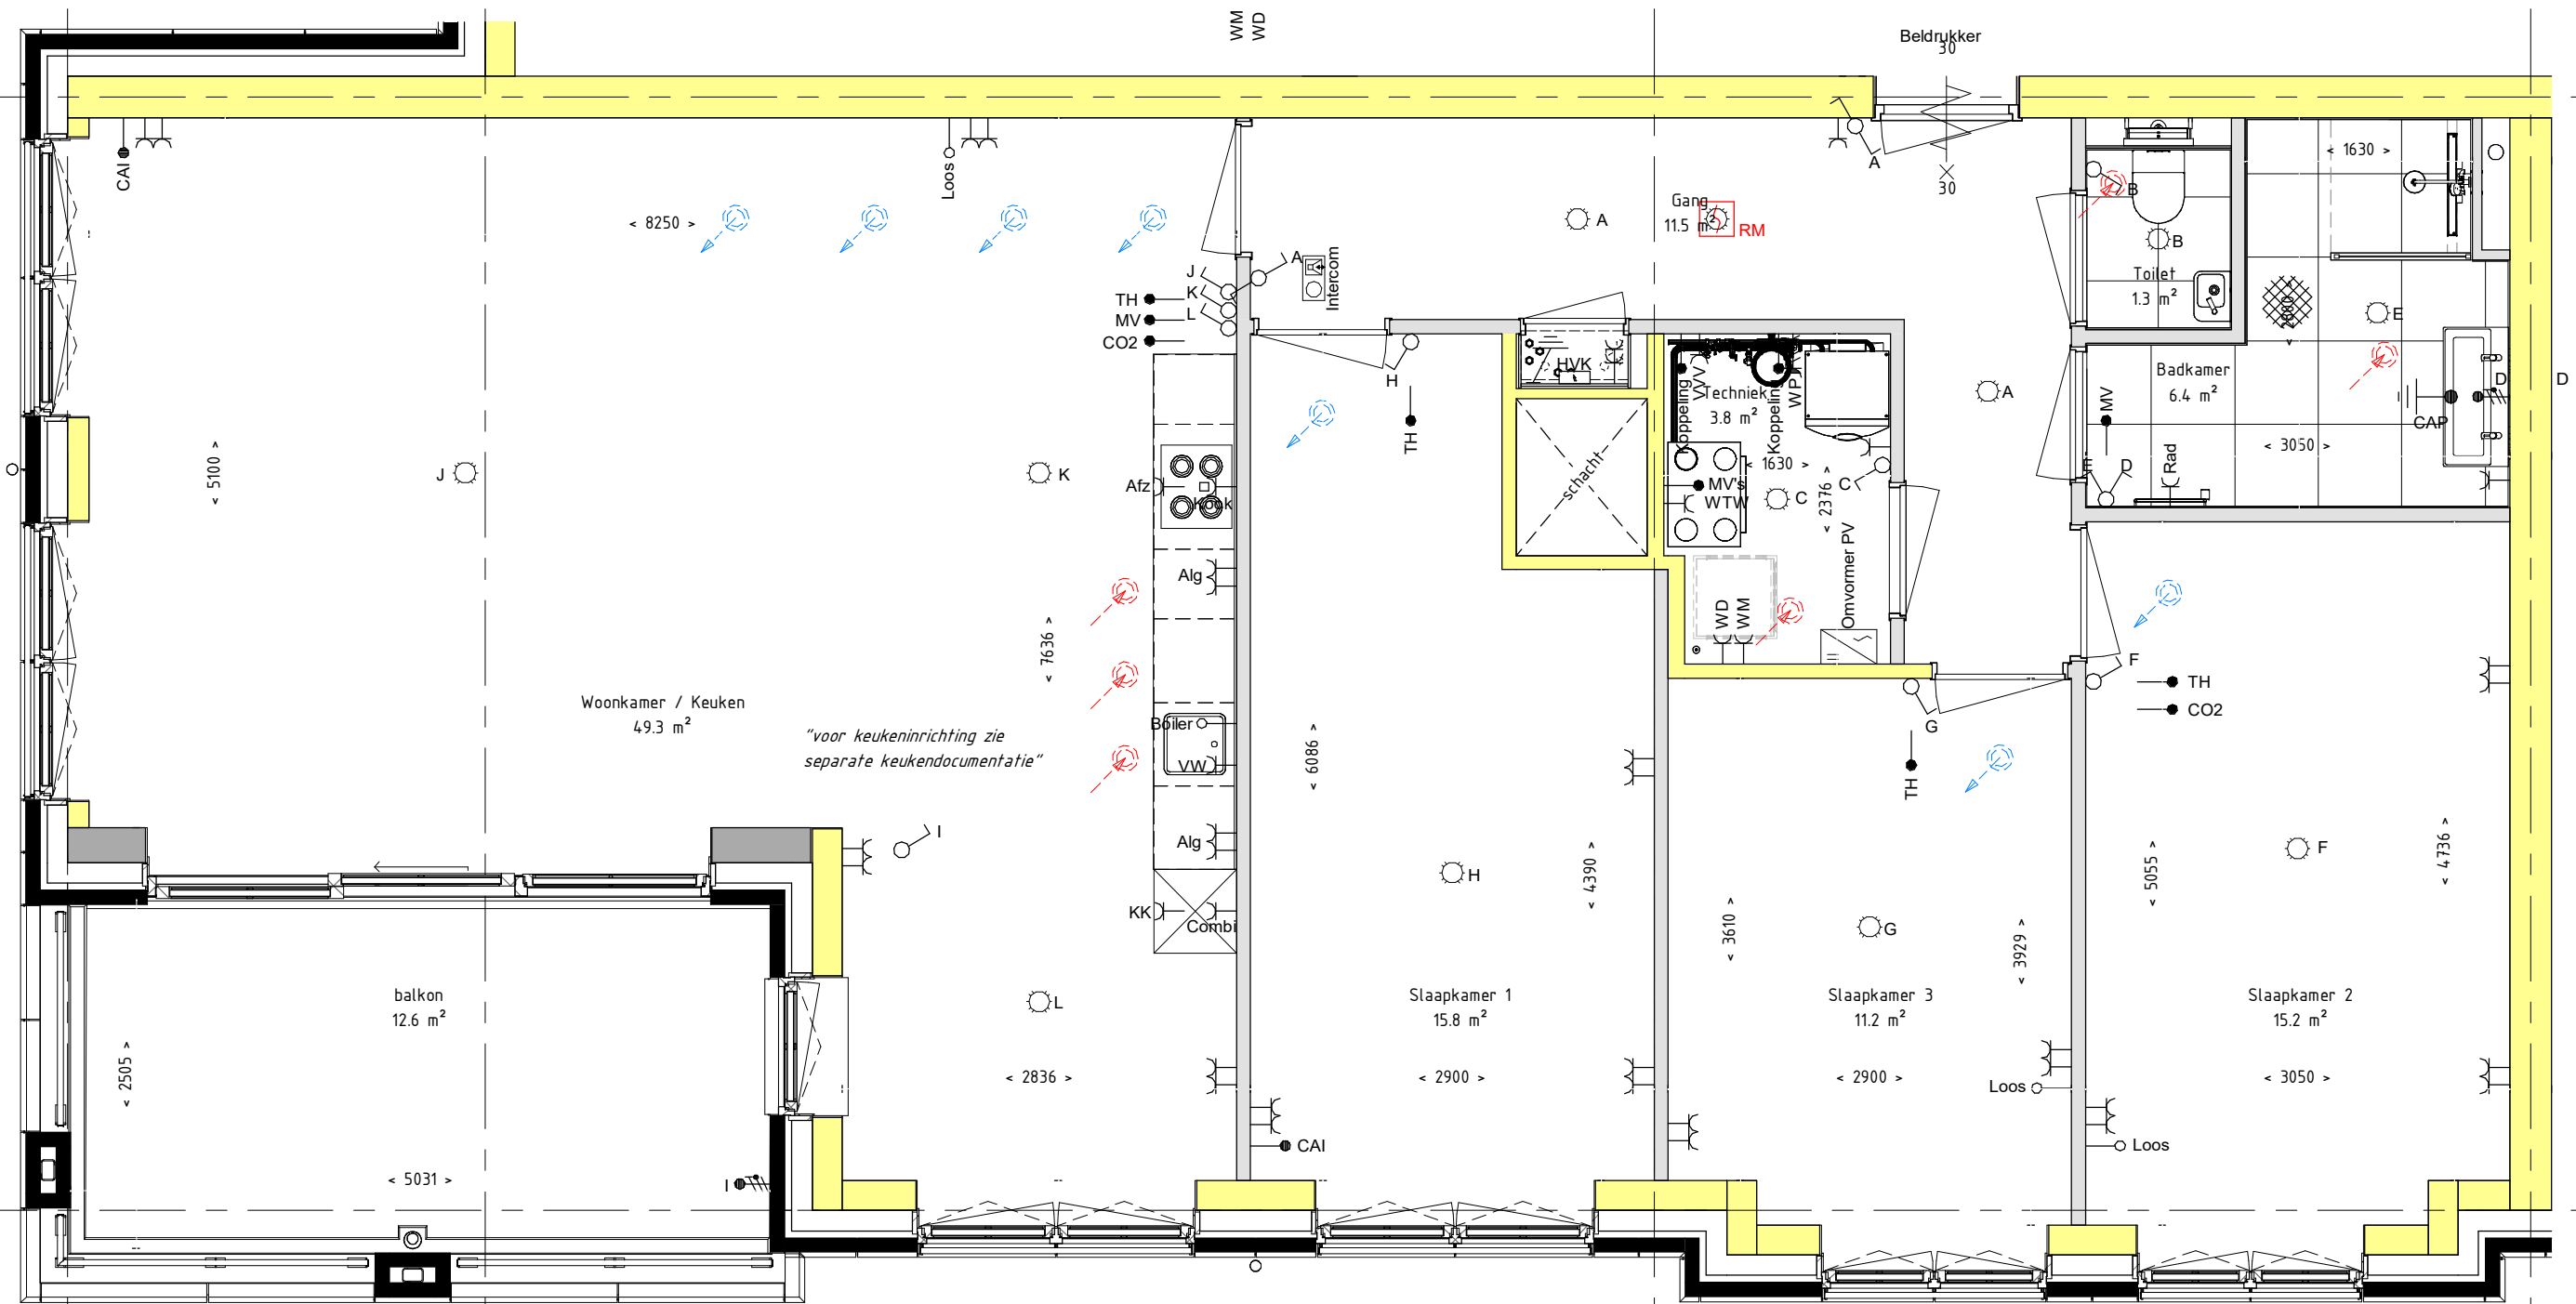 WM
WD
Beldrukker
30
30
CAI
Loos
< 8250 >
A
A
Gang
11.5 m²
RM
B
B
Toilet
1.3 m²
< 1630 >
< 2880 >
E
J
K
L
A
Intercom
TH
MV
CO2
H
TH
HVK
Koppeling
VVV
Techniek
3.8 m²
Koppeling
A
Badkamer
6.4 m²
MV
D
D
CAP
< 3050 >
E
D
Rad
< 5100 >
J
K
Afz
Kook
schacht
< 1630 >
MV's
WTW
C
C
< 2376 >
Omvormer PV
WD
WM
Alg
< 7636 >
Woonkamer / Keuken
49.3 m²
"voor keukeninrichting zie
separate keukendocumentatie"
Boiler
VW
Alg
KK
Combi
I
F
TH
CO2
G
TH
< 6086 >
< 4390 >
H
F
G
< 3610 >
< 3929 >
< 5055 >
< 4736 >
balkon
12.6 m²
L
Slaapkamer 1
15.8 m²
Slaapkamer 3
11.2 m²
Slaapkamer 2
15.2 m²
< 2505 >
< 2836 >
< 2900 >
< 2900 >
< 3050 >
Loos
CAI
Loos
< 5031 >
I